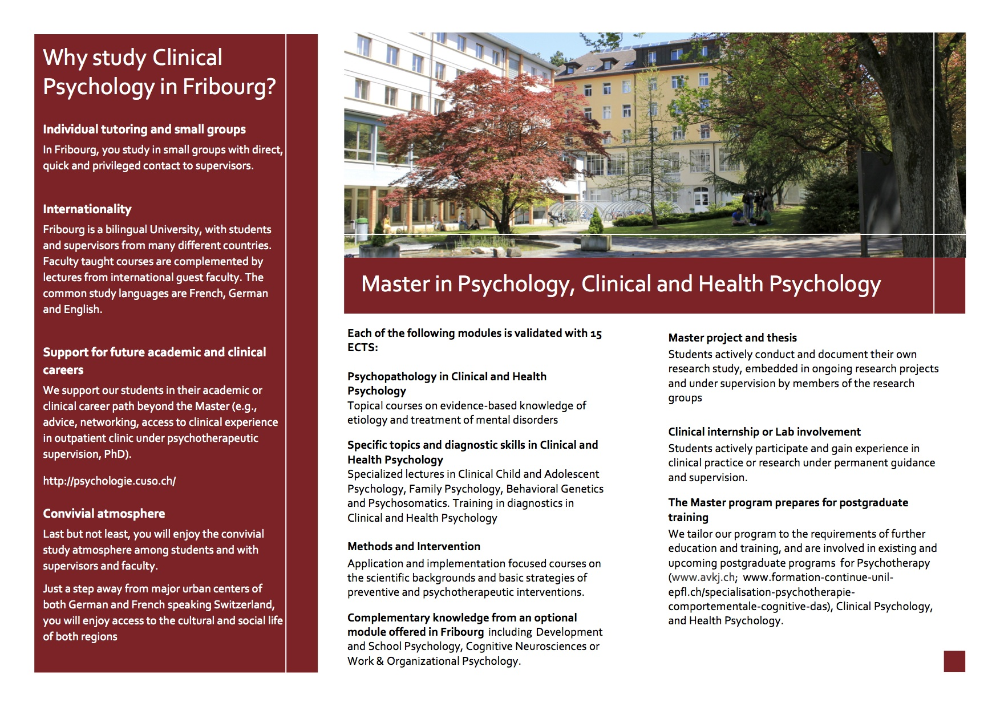 Why study Clinical
Psychology in Fribourg?
Individual tutoring and small groups
In Fribourg, you study in small groups with direct,
quick and privileged contact to supervisors.
Internationality
Fribourg is a bilingual University, with students
and supervisors from many different countries.
Faculty taught courses are complemented by
lectures from international guest faculty. The
common study languages are French, German
and English.
Support for future academic and clinical
careers
We support our students in their academic or
clinical career path beyond the Master (e.g.,
advice, networking, access to clinical experience
in outpatient clinic under psychotherapeutic
supervision, PhD).
http://psychologie.cuso.ch/
Convivial atmosphere
Last but not least, you will enjoy the convivial
study atmosphere among students and with
supervisors and faculty.
Just a step away from major urban centers of
both German and French speaking Switzerland,
you will enjoy access to the cultural and social life
of both regions
Master in Psychology, Clinical and Health Psychology
Each of the following modules is validated with 15
ECTS:
Psychopathology in Clinical and Health
Psychology
Topical courses on evidence-based knowledge of
etiology and treatment of mental disorders
Specific topics and diagnostic skills in Clinical and
Health Psychology
Specialized lectures in Clinical Child and Adolescent
Psychology, Family Psychology, Behavioral Genetics
and Psychosomatics. Training in diagnostics in
Clinical and Health Psychology
Methods and Intervention
Application and implementation focused courses on
the scientific backgrounds and basic strategies of
preventive and psychotherapeutic interventions.
Complementary knowledge from an optional
module offered in Fribourg including Development
and School Psychology, Cognitive Neurosciences or
Work & Organizational Psychology.
Master project and thesis
Students actively conduct and document their own
research study, embedded in ongoing research projects
and under supervision by members of the research
groups
Clinical internship or Lab involvement
Students actively participate and gain experience in
clinical practice or research under permanent guidance
and supervision.
The Master program prepares for postgraduate
training
We tailor our program to the requirements of further
education and training, and are involved in existing and
upcoming postgraduate programs for Psychotherapy
(www.avkj.ch; www.formation-continue-unil-
epfl.ch/specialisation-psychotherapie-
comportementale-cognitive-das), Clinical Psychology,
and Health Psychology.